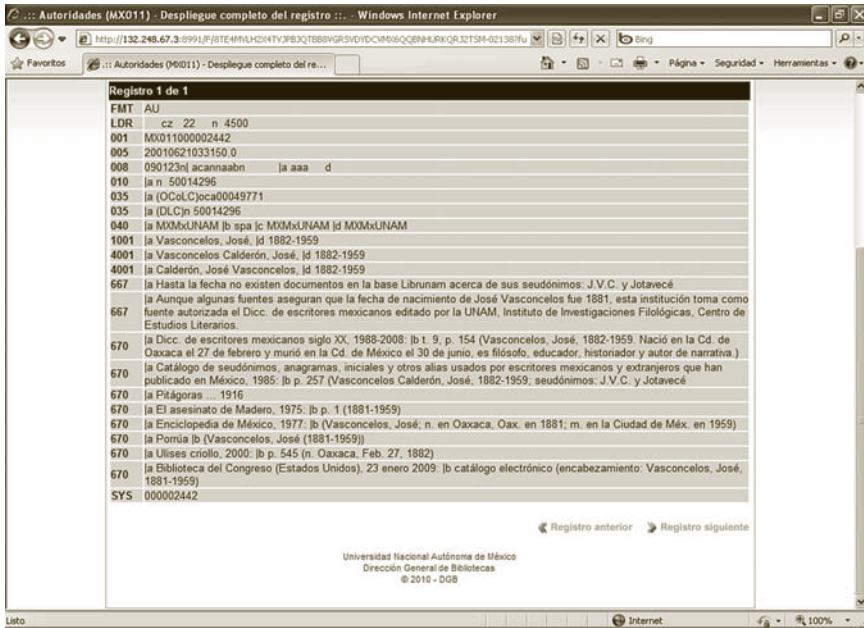 .:: Autoridades (MX011) - Despliegue completo del registro ::. - Windows Internet Explorer
Bing
Favoritos .:: Autoridades (MX011) - Despliegue completo del re... Página Seguridad Herramientas
Registro 1 de 1
FMT AU
LDR cz 22 n 4500
001 MX011000002442
005 20010621033150.0
008 090123n| acannaabn |a aaa d
010 |a n 50014296
035 |a (OCoLC)oca00049771
035 |a (DLC)n 50014296
040 |a MXMxUNAM |b spa |c MXMxUNAM |d MXMxUNAM
1001 |a Vasconcelos, José, |d 1882-1959
4001 |a Vasconcelos Calderón, José, |d 1882-1959
4001 |a Calderón, José Vasconcelos, |d 1882-1959
667 |a Hasta la fecha no existen documentos en la base Librunam acerca de sus seudónimos: J.V.C. y Jotavecé
667 |a Aunque algunas fuentes aseguran que la fecha de nacimiento de José Vasconcelos fue 1881, esta institución toma como
fuente autorizada el Dicc. de escritores mexicanos editado por la UNAM, Instituto de Investigaciones Filológicas, Centro de
Estudios Literarios.
670 |a Dicc. de escritores mexicanos siglo XX, 1988-2008: |b t. 9, p. 154 (Vasconcelos, José, 1882-1959. Nació en la Cd. de
Oaxaca el 27 de febrero y murió en la Cd. de México el 30 de junio, es filósofo, educador, historiador y autor de narrativa.)
670 |a Catálogo de seudónimos, anagramas, iniciales y otros alias usados por escritores mexicanos y extranjeros que han
publicado en México, 1985: |b p. 257 (Vasconcelos Calderón, José, 1882-1959; seudónimos: J.V.C. y Jotavecé
670 |a Pitágoras ... 1916
670 |a El asesinato de Madero, 1975: |b p. 1 (1881-1959)
670 |a Enciclopedia de México, 1977: |b (Vasconcelos, José; n. en Oaxaca, Oax. en 1881; m. en la Ciudad de Méx. en 1959)
670 |a Porrúa |b (Vasconcelos, José (1881-1959))
670 |a Ulises criollo, 2000: |b p. 545 (n. Oaxaca, Feb. 27, 1882)
670 |a Biblioteca del Congreso (Estados Unidos), 23 enero 2009: |b catálogo electrónico (encabezamiento: Vasconcelos, José,
1881-1959)
SYS 000002442
Registro anterior Registro siguiente
Universidad Nacional Autónoma de México
Dirección General de Bibliotecas
© 2010 - DGB
Listo Internet 100%